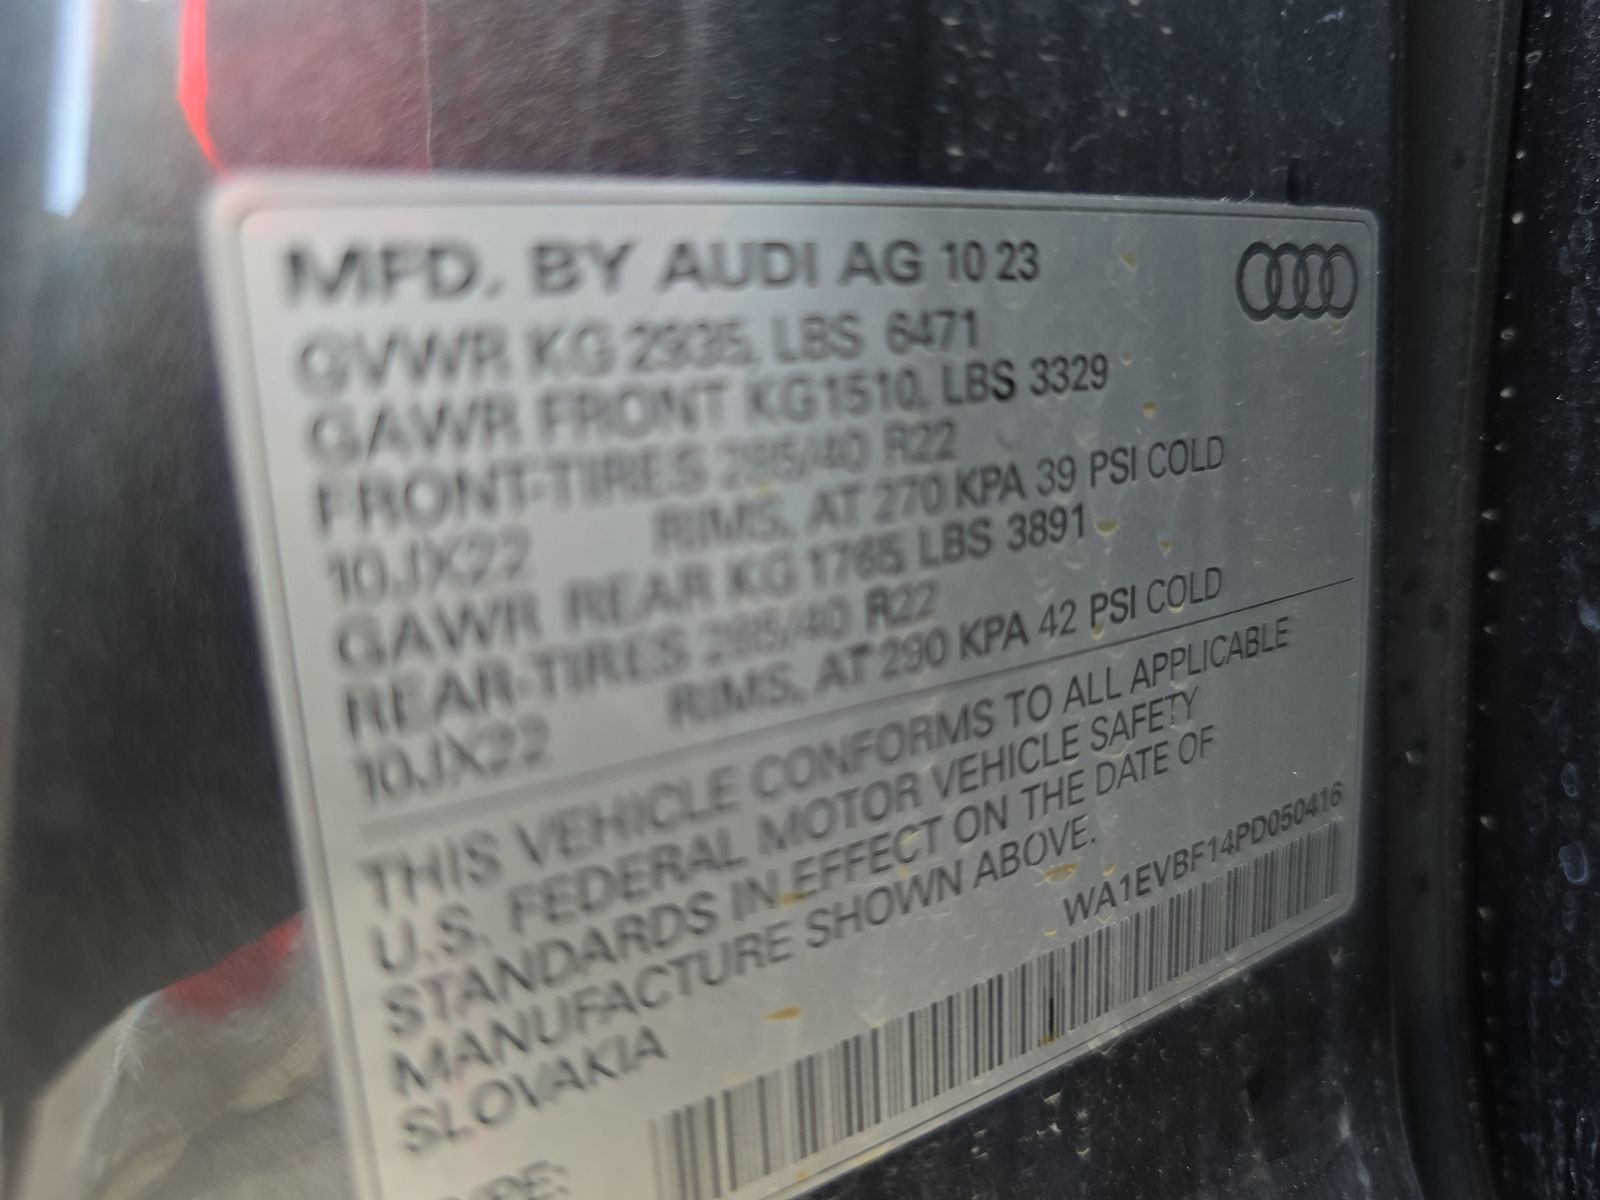 MFD. BY AUDI AG 10 23
GVWR KG 2935, LBS 6471
GAWR FRONT KG 1510, LBS 3329
FRONT-TIRES 285/40 R22
10JX22 RIMS, AT 270 KPA 39 PSI COLD
GAWR REAR KG 1765, LBS 3891
REAR-TIRES 285/40 R22
10JX22 RIMS, AT 290 KPA 42 PSI COLD
THIS VEHICLE CONFORMS TO ALL APPLICABLE
U.S. FEDERAL MOTOR VEHICLE SAFETY
STANDARDS IN EFFECT ON THE DATE OF
MANUFACTURE SHOWN ABOVE.
SLOVAKIA
WA1EVBF14PD050416
TYPE: